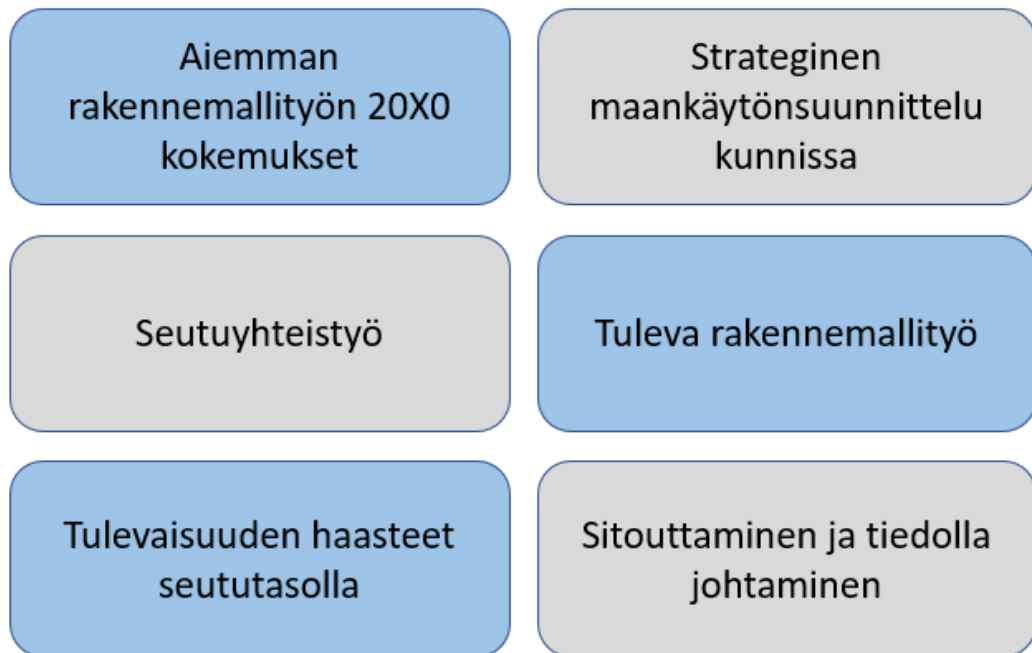 Aiemman
rakennemallityön 20X0
kokemukset
Strateginen
maankäytönsuunnittelu
kunnissa
Seutuyhteistyö
Tuleva rakennemallityö
Tulevaisuuden haasteet
seututasolla
Sitouttaminen ja tiedolla
johtaminen